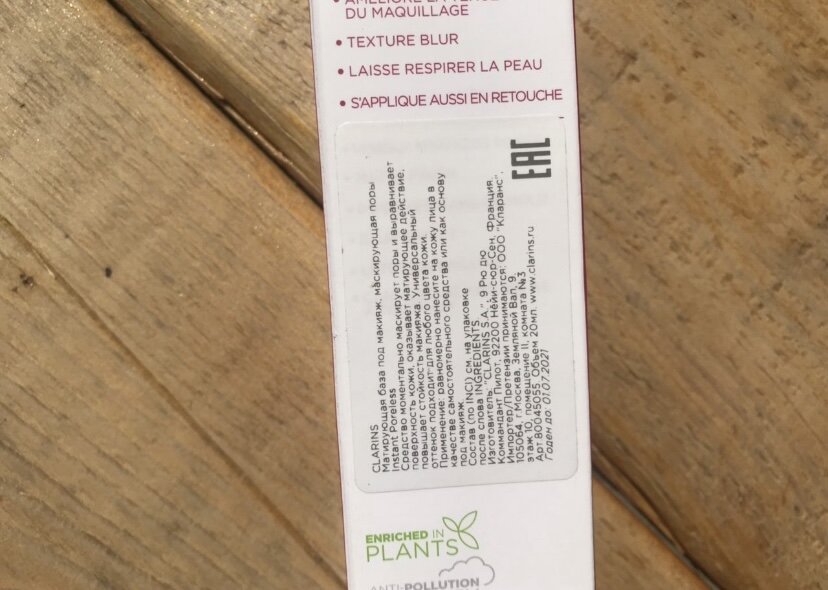 DU MAQUILLAGE
• TEXTURE BLUR
• LAISSE RESPIRER LA PEAU
• S'APPLIQUE AUSSI EN RETOUCHE
EAC
CLARINS
Матирующая база под макияж, маскирующая поры
Instant Poreless
Средство моментально маскирует поры и выравнивает
поверхность кожи, оказывает матирующее действие,
повышает стойкость макияжа. Универсальный
оттенок подходит для любого цвета кожи.
Применение: равномерно нанесите на кожу лица в
качестве самостоятельного средства или как основу
под макияж.
Состав (по INCI) см. на упаковке
после слова INGREDIENTS
Изготовитель: "CLARINS S.A.", 9 Рю дю
Коммандант Пилот, 92200 Нёйи-сюр-Сен, Франция
Импортер/Претензии принимаются: ООО "Кларанс",
105064, г.Москва, Земляной Вал, 9,
этаж 10, помещение II, комната №3
Арт 80045055. Объем 20мл. www.clarins.ru
Годен до: 01.07.2021
ENRICHED IN
PLANTS
ANTI-POLLUTION